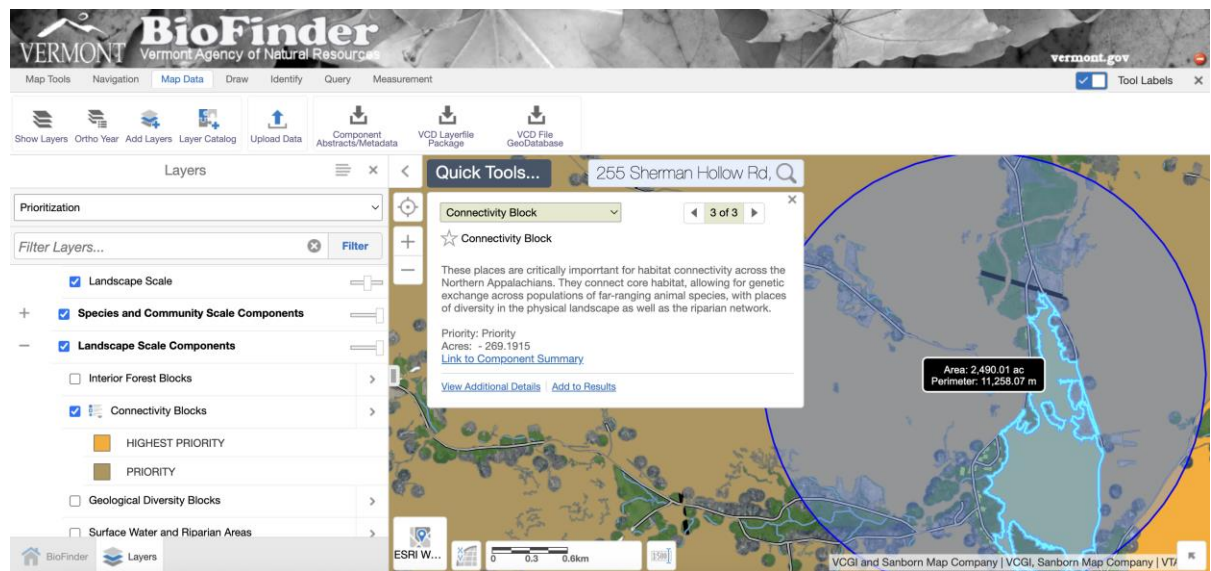 BioFinder
VERMONT Vermont Agency of Natural Resources
vermont.gov
Map Tools Navigation Map Data Draw Identify Query Measurement Tool Labels
Show Layers Ortho Year Add Layers Layer Catalog Upload Data Component Abstracts/Metadata VCD Layerfile Package VCD File GeoDatabase
Layers
Prioritization
Filter Layers... Filter
Landscape Scale
Species and Community Scale Components
Landscape Scale Components
Interior Forest Blocks
Connectivity Blocks
HIGHEST PRIORITY
PRIORITY
Geological Diversity Blocks
Surface Water and Riparian Areas
BioFinder Layers
Quick Tools... 255 Sherman Hollow Rd,
Connectivity Block 3 of 3
Connectivity Block
These places are critically imporrtant for habitat connectivity across the
Northern Appalachians. They connect core habitat, allowing for genetic
exchange across populations of far-ranging animal species, with places
of diversity in the physical landscape as well as the riparian network.
Priority: Priority
Acres: - 269.1915
Link to Component Summary
View Additional Details Add to Results
Area: 2,490.01 ac
Perimeter: 11,258.07 m
ESRI W...
0 0.3 0.6km
VCGI and Sanborn Map Company | VCGI, Sanborn Map Company | VT